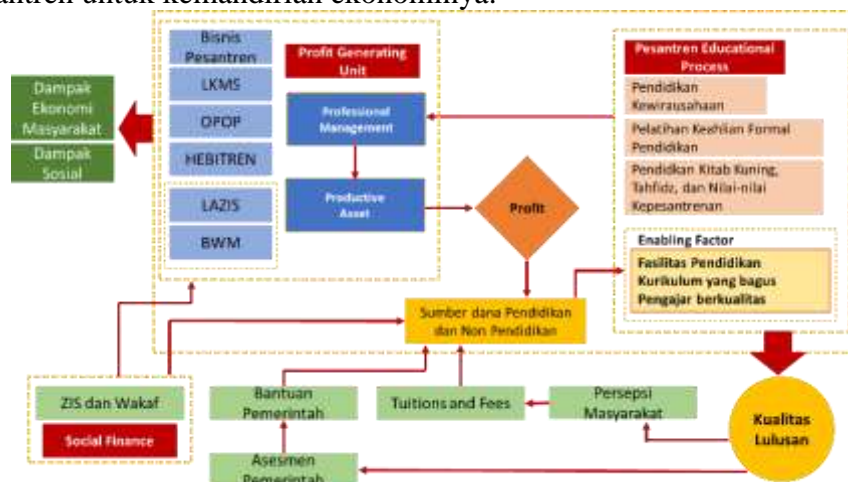 antren untuk kemandirian ekonominya.
Bisnis
Pesantren
LKMS
OPOP
HEBITREN
LAZIS
BWM
Profit Generating
Unit
Professional
Management
Productive
Asset
Dampak
Ekonomi
Masyarakat
Dampak
Sosial
Profit
Pesantren Educational
Process
Pendidikan
Kewirausahaan
Pelatihan Keahlian Formal
Pendidikan
Pendidkan Kitab Kuning,
Tahfidz, dan Nilai-nilai
Kepesantrenan
Enabling Factor
Fasilitas Pendidikan
Kurikulum yang bagus
Pengajar berkualitas
Sumber dana Pendidikan
dan Non Pendidikan
ZIS dan Wakaf
Social Finance
Bantuan
Pemerintah
Tuitions and Fees
Persepsi
Masyarakat
Kualitas
Lulusan
Asesmen
Pemerintah